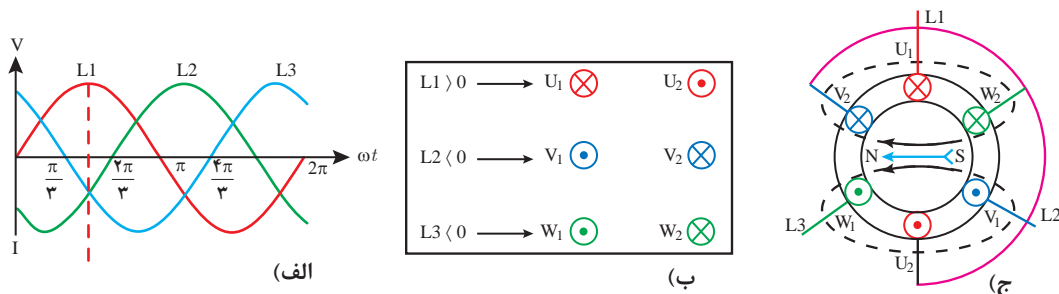 V
L1 L2 L3
π/۳ ۲π/۳ π ۴π/۳ 2π ωt
I
الف)
L1 ⟩ 0 U1 U2
L2 ⟨ 0 V1 V2
L3 ⟨ 0 W1 W2
ب)
L1
U1
V2 W2
N S
L3 W1 V1 L2
U2
ج)